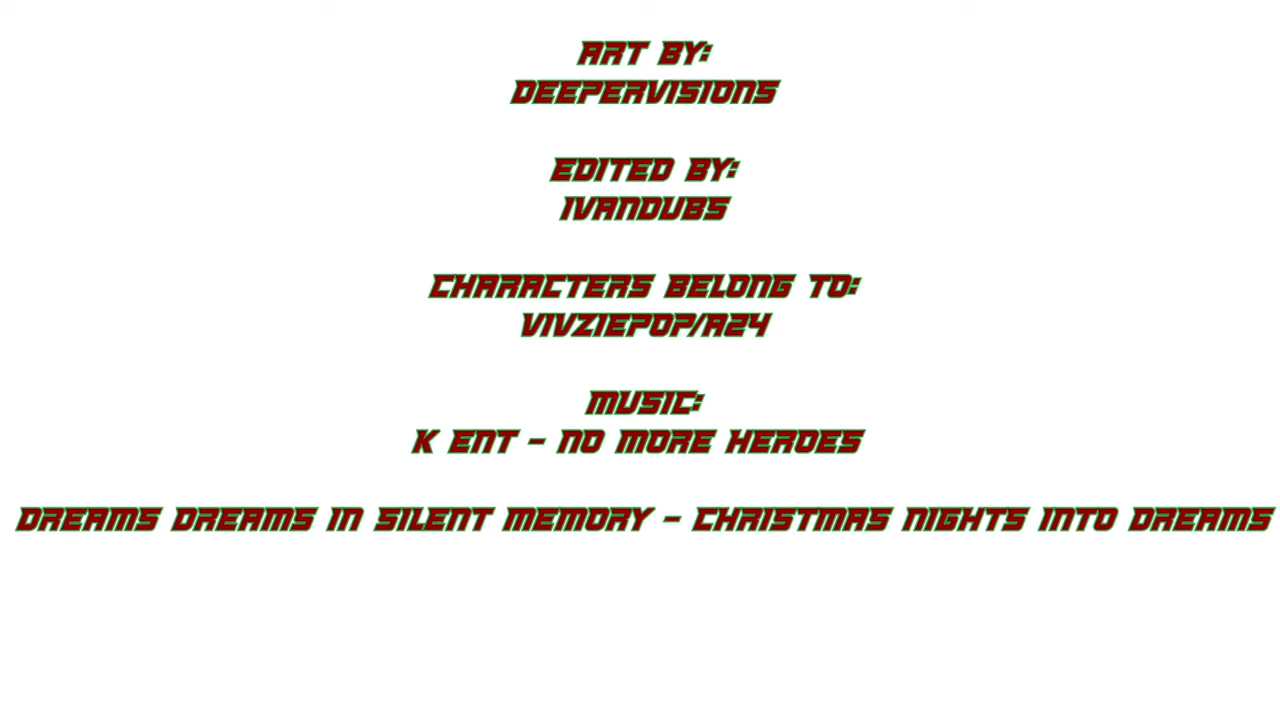 ART BY:
DEEPERVISIONS
EDITED BY:
IVANDUBS
CHARACTERS BELONG TO:
VIVZIEPOP/A24
MUSIC:
K ENT - NO MORE HEROES
DREAMS DREAMS IN SILENT MEMORY - CHRISTMAS NIGHTS INTO DREAMS